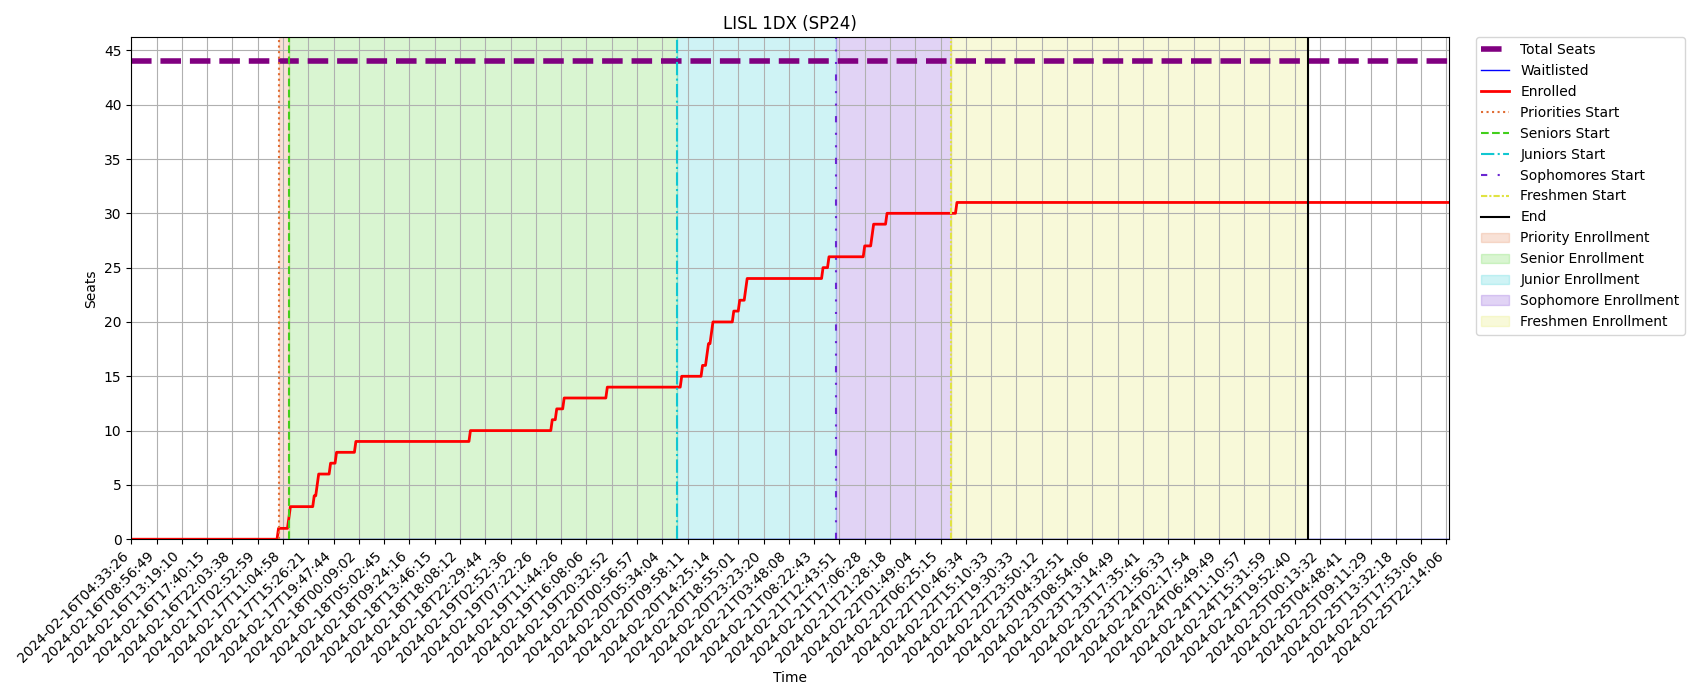 LISL 1DX (SP24)
Seats
45
40
35
30
25
20
15
10
5
0
2024-02-16T04:33:26
2024-02-16T08:56:49
2024-02-16T13:19:10
2024-02-16T17:40:15
2024-02-16T22:03:38
2024-02-17T02:52:59
2024-02-17T11:04:58
2024-02-17T15:26:21
2024-02-17T19:47:44
2024-02-18T00:09:02
2024-02-18T05:02:45
2024-02-18T09:24:16
2024-02-18T13:46:15
2024-02-18T18:08:12
2024-02-18T22:29:44
2024-02-19T02:52:36
2024-02-19T07:22:26
2024-02-19T11:44:26
2024-02-19T16:08:06
2024-02-19T20:32:52
2024-02-20T00:56:57
2024-02-20T05:34:04
2024-02-20T09:58:11
2024-02-20T14:25:14
2024-02-20T18:55:01
2024-02-20T23:23:20
2024-02-21T03:48:08
2024-02-21T08:22:43
2024-02-21T12:43:51
2024-02-21T17:06:28
2024-02-21T21:28:18
2024-02-22T01:49:04
2024-02-22T06:25:15
2024-02-22T10:46:34
2024-02-22T15:10:33
2024-02-22T19:30:33
2024-02-22T23:50:12
2024-02-23T04:32:51
2024-02-23T08:54:06
2024-02-23T13:14:49
2024-02-23T17:35:41
2024-02-23T21:56:33
2024-02-24T02:17:54
2024-02-24T06:49:49
2024-02-24T11:10:57
2024-02-24T15:31:59
2024-02-24T19:52:40
2024-02-25T00:13:32
2024-02-25T04:48:41
2024-02-25T09:11:29
2024-02-25T13:32:18
2024-02-25T17:53:06
2024-02-25T22:14:06
Time
Total Seats
Waitlisted
Enrolled
Priorities Start
Seniors Start
Juniors Start
Sophomores Start
Freshmen Start
End
Priority Enrollment
Senior Enrollment
Junior Enrollment
Sophomore Enrollment
Freshmen Enrollment